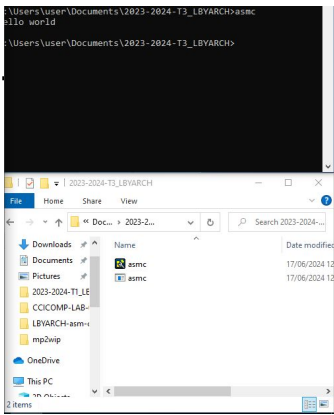 :\Users\user\Documents\2023-2024-T3_LBYARCH>asmc
ello world
:\Users\user\Documents\2023-2024-T3_LBYARCH>
2023-2024-T3_LBYARCH
File Home Share View
« Doc... > 2023-2... Search 2023-2024-...
Downloads
Documents
Pictures
2023-2024-T1_LE
CCICOMP-LAB-
LBYARCH-asm-
mp2wip
OneDrive
This PC
Name Date modified
asmc 17/06/2024 12
asmc 17/06/2024 12
2 items